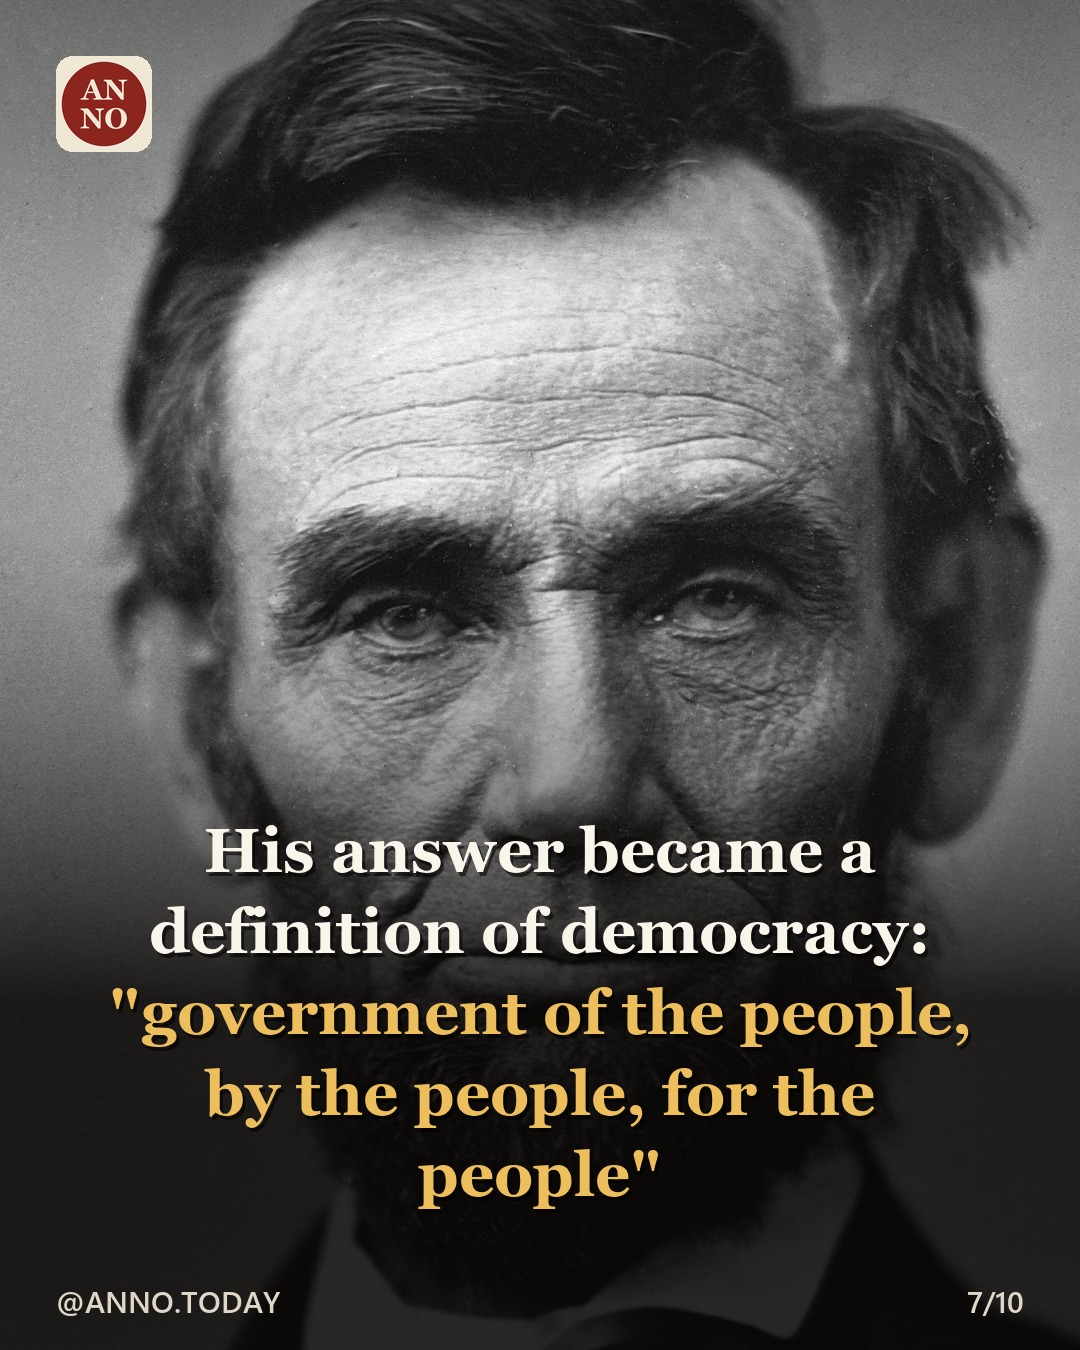 AN
NO
His answer became a
definition of democracy:
"government of the people,
by the people, for the
people"
@ANNO.TODAY
7/10